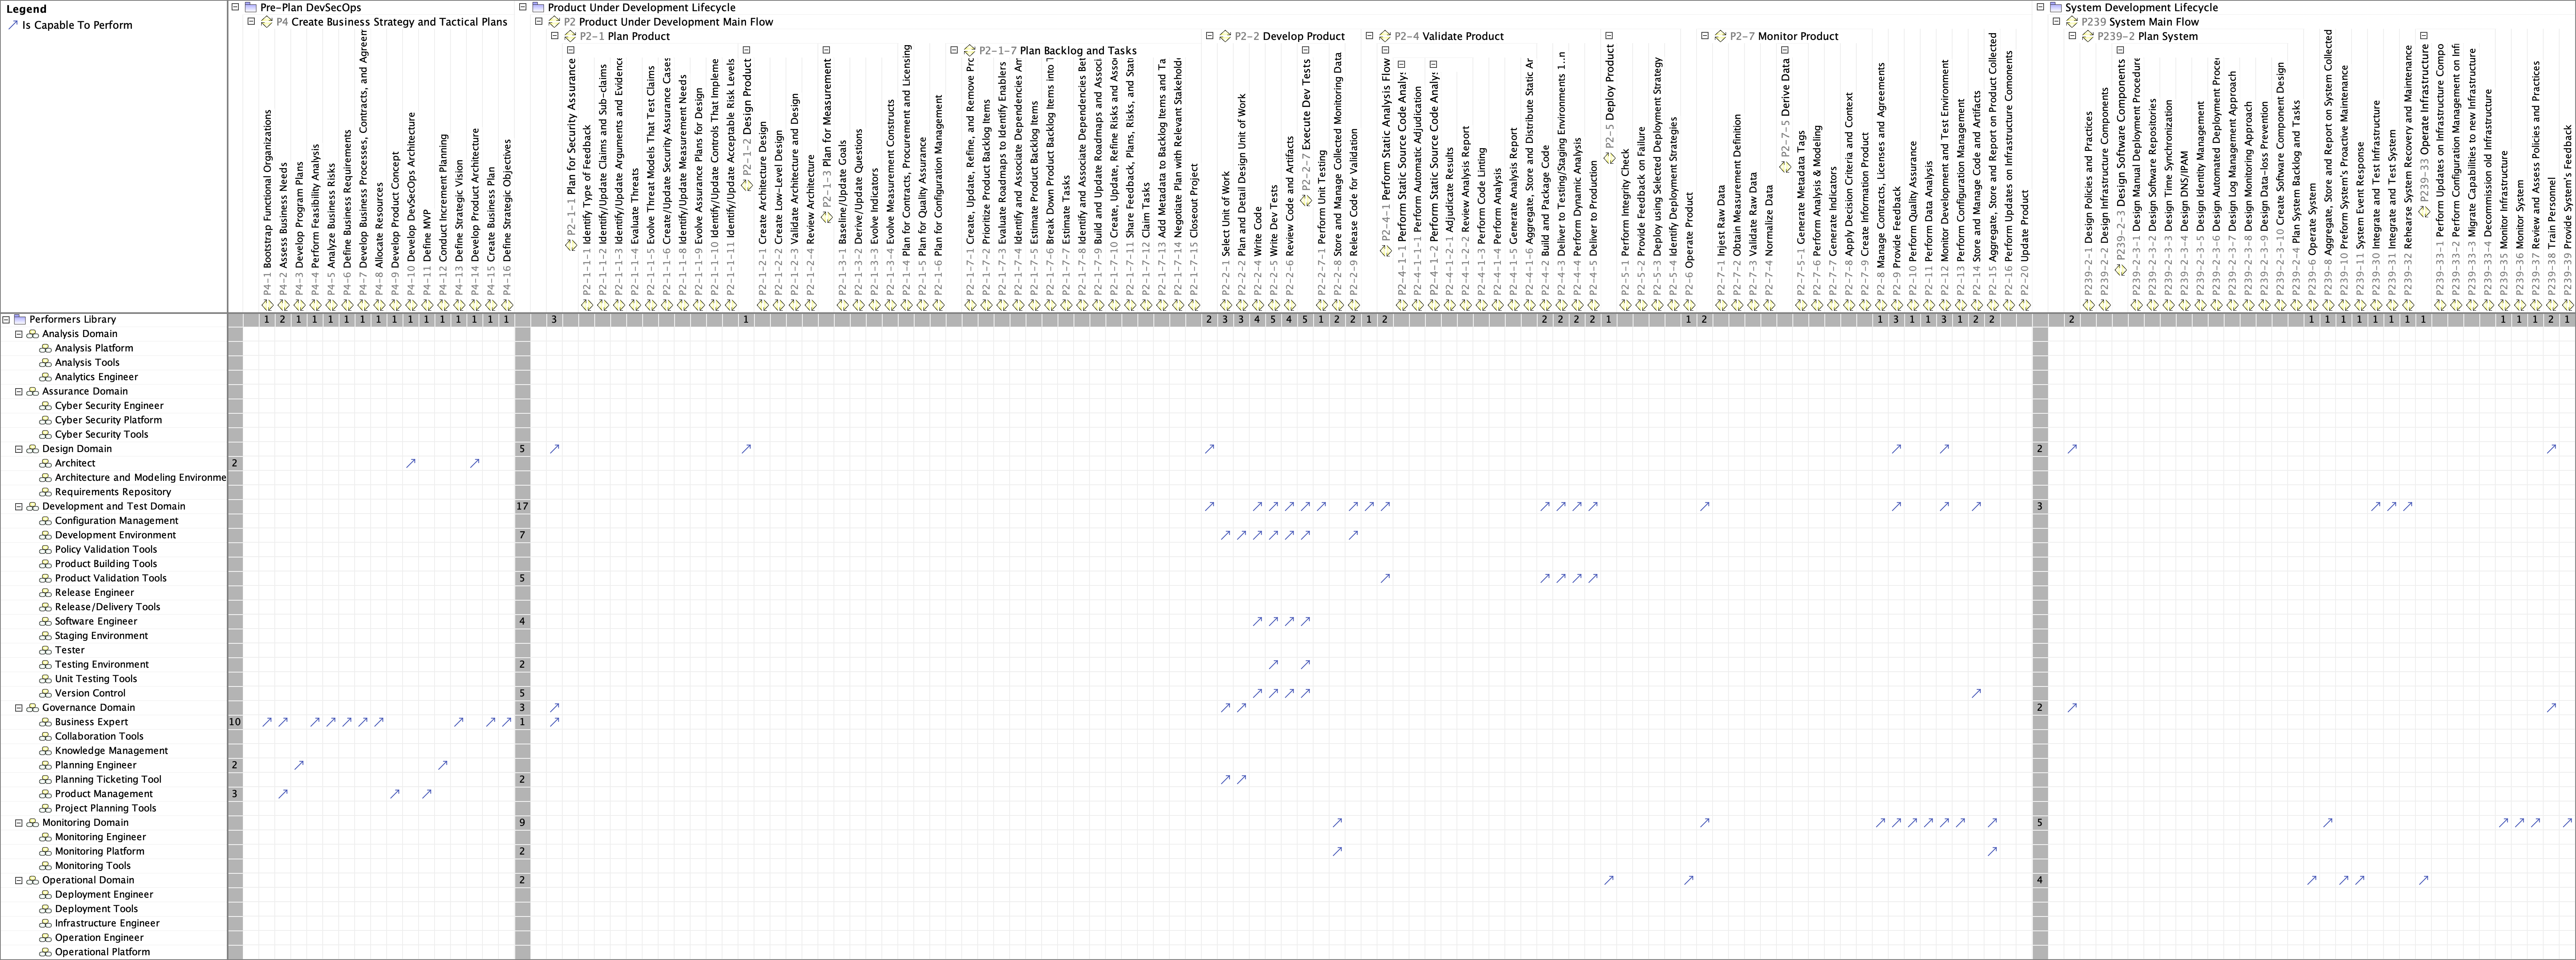 Legend
Is Capable To Perform
Pre-Plan DevSecOps
P4 Create Business Strategy and Tactical Plans
P4-1 Bootstrap Functional Organizations
P4-2 Assess Business Needs
P4-3 Develop Program Plans
P4-4 Perform Feasibility Analysis
P4-5 Analyze Business Risks
P4-6 Define Business Requirements
P4-7 Develop Business Processes, Contracts, and Agreem
P4-8 Allocate Resources
P4-9 Develop Product Concept
P4-10 Develop DevSecOps Architecture
P4-11 Define MVP
P4-12 Conduct Increment Planning
P4-13 Define Strategic Vision
P4-14 Develop Product Architecture
P4-15 Create Business Plan
P4-16 Define Strategic Objectives
Product Under Development Lifecycle
P2 Product Under Development Main Flow
P2-1 Plan Product
P2-1-1 Plan for Security Assurance
P2-1-1-1 Identify Type of Feedback
P2-1-1-2 Identify/Update Claims and Sub-claims
P2-1-1-3 Identify/Update Arguments and Evidence
P2-1-1-4 Evaluate Threats
P2-1-1-5 Evolve Threat Models That Test Claims
P2-1-1-6 Create/Update Security Assurance Cases
P2-1-1-8 Identify/Update Measurement Needs
P2-1-1-9 Evolve Assurance Plans for Design
P2-1-1-10 Identify/Update Controls That Impleme
P2-1-1-11 Identify/Update Acceptable Risk Levels
P2-1-2 Design Product
P2-1-2-1 Create Architecture Design
P2-1-2-2 Create Low-Level Design
P2-1-2-3 Validate Architecture and Design
P2-1-2-4 Review Architecture
P2-1-3 Plan for Measurement
P2-1-3-1 Baseline/Update Goals
P2-1-3-2 Derive/Update Questions
P2-1-3-3 Evolve Indicators
P2-1-3-4 Evolve Measurement Constructs
P2-1-4 Plan for Contracts, Procurement and Licensing
P2-1-5 Plan for Quality Assurance
P2-1-6 Plan for Configuration Management
P2-1-7 Plan Backlog and Tasks
P2-1-7-1 Create, Update, Refine, and Remove Pro
P2-1-7-2 Prioritize Product Backlog Items
P2-1-7-3 Evaluate Roadmaps to Identify Enablers
P2-1-7-4 Identify and Associate Dependencies Am
P2-1-7-5 Estimate Product Backlog Items
P2-1-7-6 Break Down Product Backlog Items into
P2-1-7-7 Estimate Tasks
P2-1-7-8 Identify and Associate Dependencies Bet
P2-1-7-9 Build and Update Roadmaps and Associ
P2-1-7-10 Create, Update, Refine Risks and Assoc
P2-1-7-11 Share Feedback, Plans, Risks, and Stat
P2-1-7-12 Claim Tasks
P2-1-7-13 Add Metadata to Backlog Items and Ta
P2-1-7-14 Negotiate Plan with Relevant Stakehold
P2-1-7-15 Closeout Project
P2-2 Develop Product
P2-2-1 Select Unit of Work
P2-2-2 Plan and Detail Design Unit of Work
P2-2-4 Write Code
P2-2-5 Write Dev Tests
P2-2-6 Review Code and Artifacts
P2-2-7 Execute Dev Tests
P2-2-7-1 Perform Unit Testing
P2-2-8 Store and Manage Collected Monitoring Data
P2-2-9 Release Code for Validation
P2-4 Validate Product
P2-4-1 Perform Static Analysis Flow
P2-4-1-1 Perform Static Source Code Analy
P2-4-1-1-1 Perform Automatic Adjudication
P2-4-1-2 Perform Static Source Code Analy
P2-4-1-2-1 Adjudicate Results
P2-4-1-2-2 Review Analysis Report
P2-4-1-3 Perform Code Linting
P2-4-1-4 Perform Analysis
P2-4-1-5 Generate Analysis Report
P2-4-1-6 Aggregate, Store and Distribute Static Ar
P2-4-2 Build and Package Code
P2-4-3 Deliver to Testing/Staging Environments 1..n
P2-4-4 Perform Dynamic Analysis
P2-4-5 Deliver to Production
P2-5 Deploy Product
P2-5-1 Perform Integrity Check
P2-5-2 Provide Feedback on Failure
P2-5-3 Deploy using Selected Deployment Strategy
P2-5-4 Identify Deployment Strategies
P2-6 Operate Product
P2-7 Monitor Product
P2-7-1 Injest Raw Data
P2-7-2 Obtain Measurement Definition
P2-7-3 Validate Raw Data
P2-7-4 Normalize Data
P2-7-5 Derive Data
P2-7-5-1 Generate Metadata Tags
P2-7-6 Perform Analysis & Modeling
P2-7-7 Generate Indicators
P2-7-8 Apply Decision Criteria and Context
P2-7-9 Create Information Product
P2-8 Manage Contracts, Licenses and Agreements
P2-9 Provide Feedback
P2-10 Perform Quality Assurance
P2-11 Perform Data Analysis
P2-12 Monitor Development and Test Environment
P2-13 Perform Configuration Management
P2-14 Store and Manage Code and Artifacts
P2-15 Aggregate, Store and Report on Product Collected
P2-16 Perform Updates on Infrastructure Components
P2-20 Update Product
System Development Lifecycle
P239 System Main Flow
P239-2 Plan System
P239-2-1 Design Policies and Practices
P239-2-2 Design Infrastructure Components
P239-2-3 Design Software Components
P239-2-3-1 Design Manual Deployment Procedure
P239-2-3-2 Design Software Repositories
P239-2-3-3 Design Time Synchronization
P239-2-3-4 Design DNS/IPAM
P239-2-3-5 Design Identity Management
P239-2-3-6 Design Automated Deployment Proce
P239-2-3-7 Design Log Management Approach
P239-2-3-8 Design Monitoring Approach
P239-2-3-9 Design Data-loss Prevention
P239-2-3-10 Create Software Component Design
P239-2-4 Plan System Backlog and Tasks
P239-6 Operate System
P239-8 Aggregate, Store and Report on System Collected
P239-10 Perform System's Proactive Maintenance
P239-11 System Event Response
P239-30 Integrate and Test Infrastructure
P239-31 Integrate and Test System
P239-32 Rehearse System Recovery and Maintenance
P239-33 Operate Infrastructure
P239-33-1 Perform Updates on Infrastructure Compo
P239-33-2 Perform Configuration Management on Infi
P239-33-3 Migrate Capabilities to new Infrastructure
P239-33-4 Decommission old Infrastructure
P239-35 Monitor Infrastructure
P239-36 Monitor System
P239-37 Review and Assess Policies and Practices
P239-38 Train Personnel
P239-39 Provide System's Feedback
Performers Library 1 2 1 1 1 1 1 1 1 1 1 1 1 1 1 1 3 1 2 3 3 4 5 4 5 1 2 2 1 2 2 2 2 2 1 1 2 1 3 1 1 3 1 2 2 2 1 1 1 1 1 1 1 1 1 1 1 2 1
Analysis Domain
Analysis Platform
Analysis Tools
Analytics Engineer
Assurance Domain
Cyber Security Engineer
Cyber Security Platform
Cyber Security Tools
Design Domain 5 2
Architect 2
Architecture and Modeling Environme
Requirements Repository
Development and Test Domain 17 3
Configuration Management
Development Environment 7
Policy Validation Tools
Product Building Tools
Product Validation Tools 5
Release Engineer
Release/Delivery Tools
Software Engineer 4
Staging Environment
Tester
Testing Environment 2
Unit Testing Tools
Version Control 5
Governance Domain 3 2
Business Expert 10 1
Collaboration Tools
Knowledge Management
Planning Engineer 2
Planning Ticketing Tool 2
Product Management 3
Project Planning Tools
Monitoring Domain 9 5
Monitoring Engineer
Monitoring Platform 2
Monitoring Tools
Operational Domain 2 4
Deployment Engineer
Deployment Tools
Infrastructure Engineer
Operation Engineer
Operational Platform